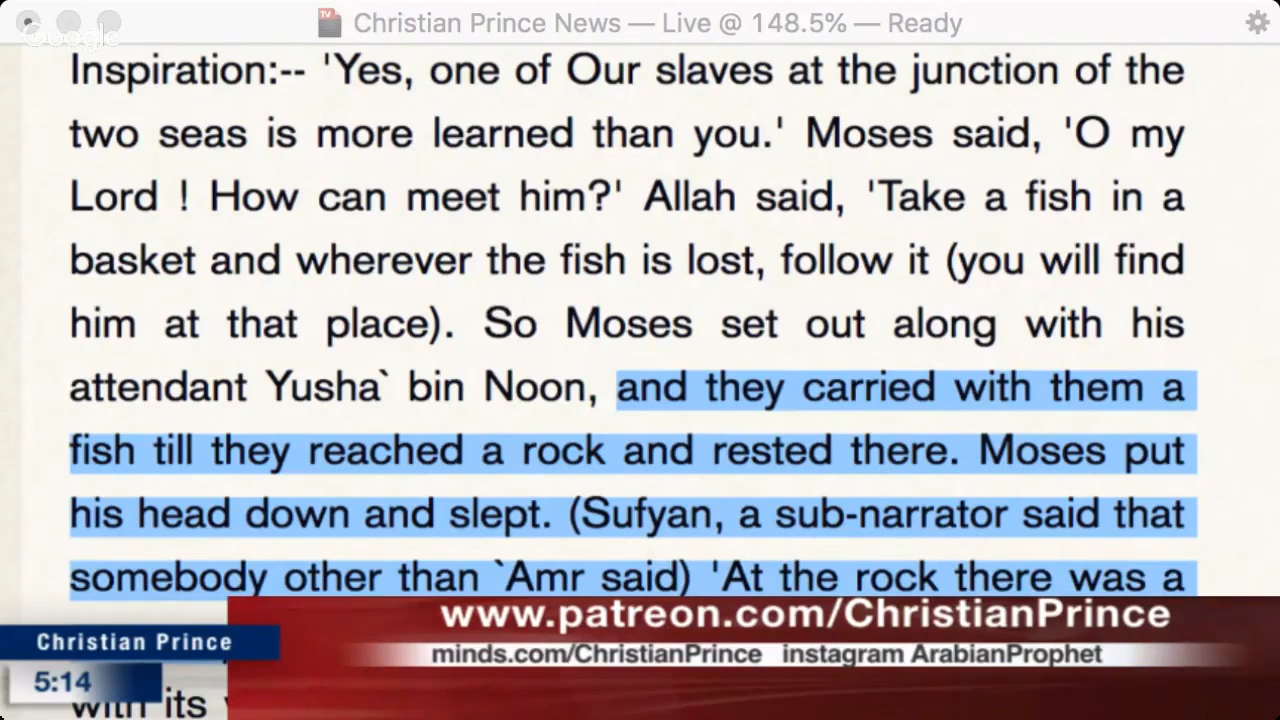 Christian Prince News — Live @ 148.5% — Ready
Google
Inspiration:-- 'Yes, one of Our slaves at the junction of the
two seas is more learned than you.' Moses said, 'O my
Lord ! How can meet him?' Allah said, 'Take a fish in a
basket and wherever the fish is lost, follow it (you will find
him at that place). So Moses set out along with his
attendant Yusha` bin Noon, and they carried with them a
fish till they reached a rock and rested there. Moses put
his head down and slept. (Sufyan, a sub-narrator said that
somebody other than `Amr said) 'At the rock there was a
www.patreon.com/ChristianPrince
Christian Prince
minds.com/ChristianPrince instagram ArabianProphet
5:14
with its